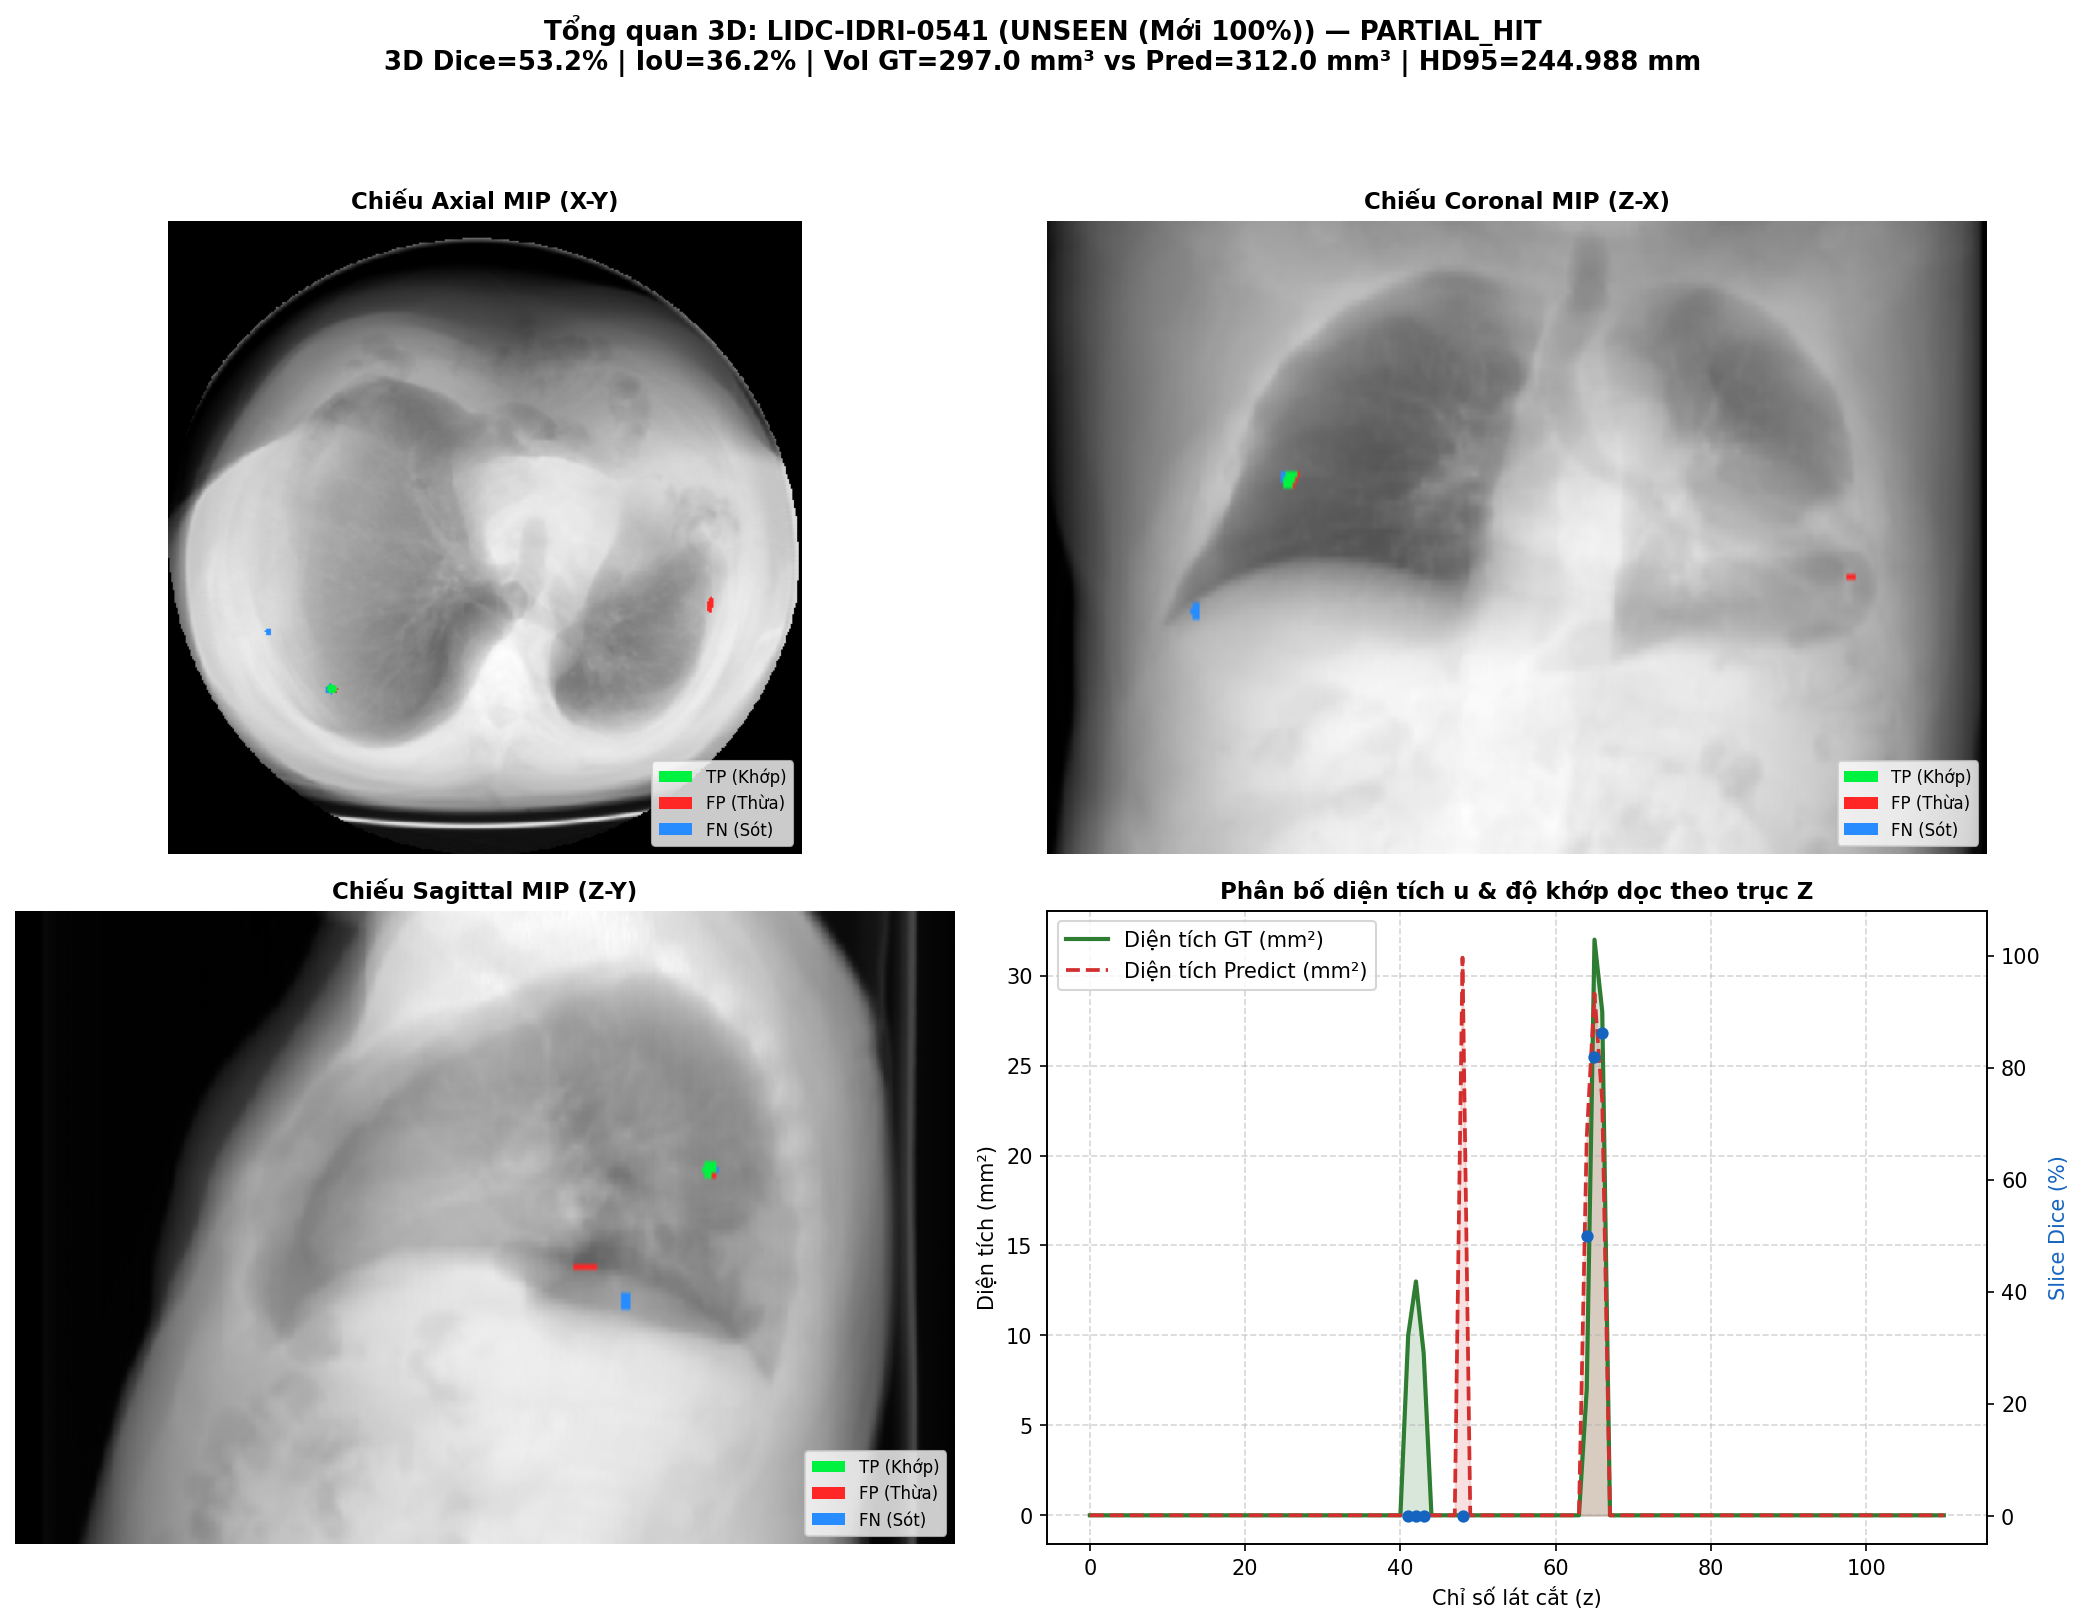 Tổng quan 3D: LIDC-IDRI-0541 (UNSEEN (Mới 100%)) — PARTIAL_HIT
3D Dice=53.2% | IoU=36.2% | Vol GT=297.0 mm³ vs Pred=312.0 mm³ | HD95=244.988 mm
Chiếu Axial MIP (X-Y)
TP (Khớp)
FP (Thừa)
FN (Sót)
Chiếu Coronal MIP (Z-X)
TP (Khớp)
FP (Thừa)
FN (Sót)
Chiếu Sagittal MIP (Z-Y)
TP (Khớp)
FP (Thừa)
FN (Sót)
Phân bố diện tích u & độ khớp dọc theo trục Z
Diện tích GT (mm²)
Diện tích Predict (mm²)
Diện tích (mm²)
30
25
20
15
10
5
0
100
80
60
40
20
0
Slice Dice (%)
0 20 40 60 80 100
Chỉ số lát cắt (z)